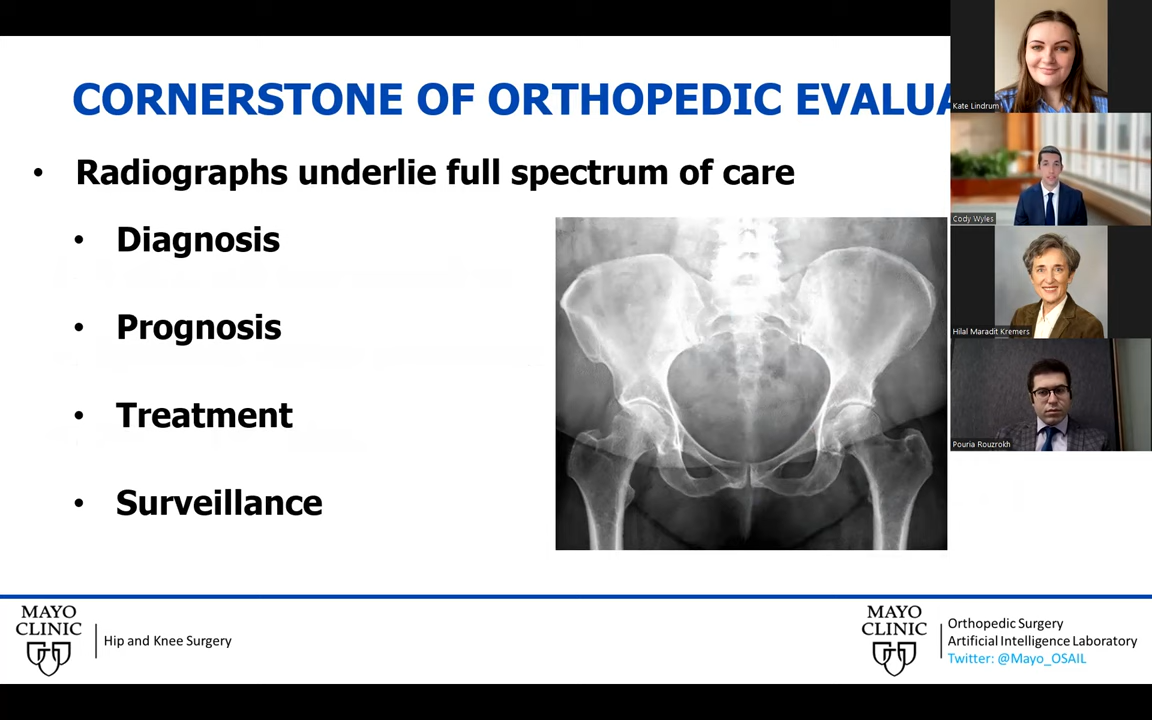 CORNERSTONE OF ORTHOPEDIC EVALUA
• Radiographs underlie full spectrum of care
• Diagnosis
• Prognosis
• Treatment
• Surveillance
Kate Lindrum
Cody Wyles
Hilal Maradit Kremers
Pouria Rouzrokh
MAYO
CLINIC
Hip and Knee Surgery
MAYO
CLINIC
Orthopedic Surgery
Artificial Intelligence Laboratory
Twitter: @Mayo_OSAIL